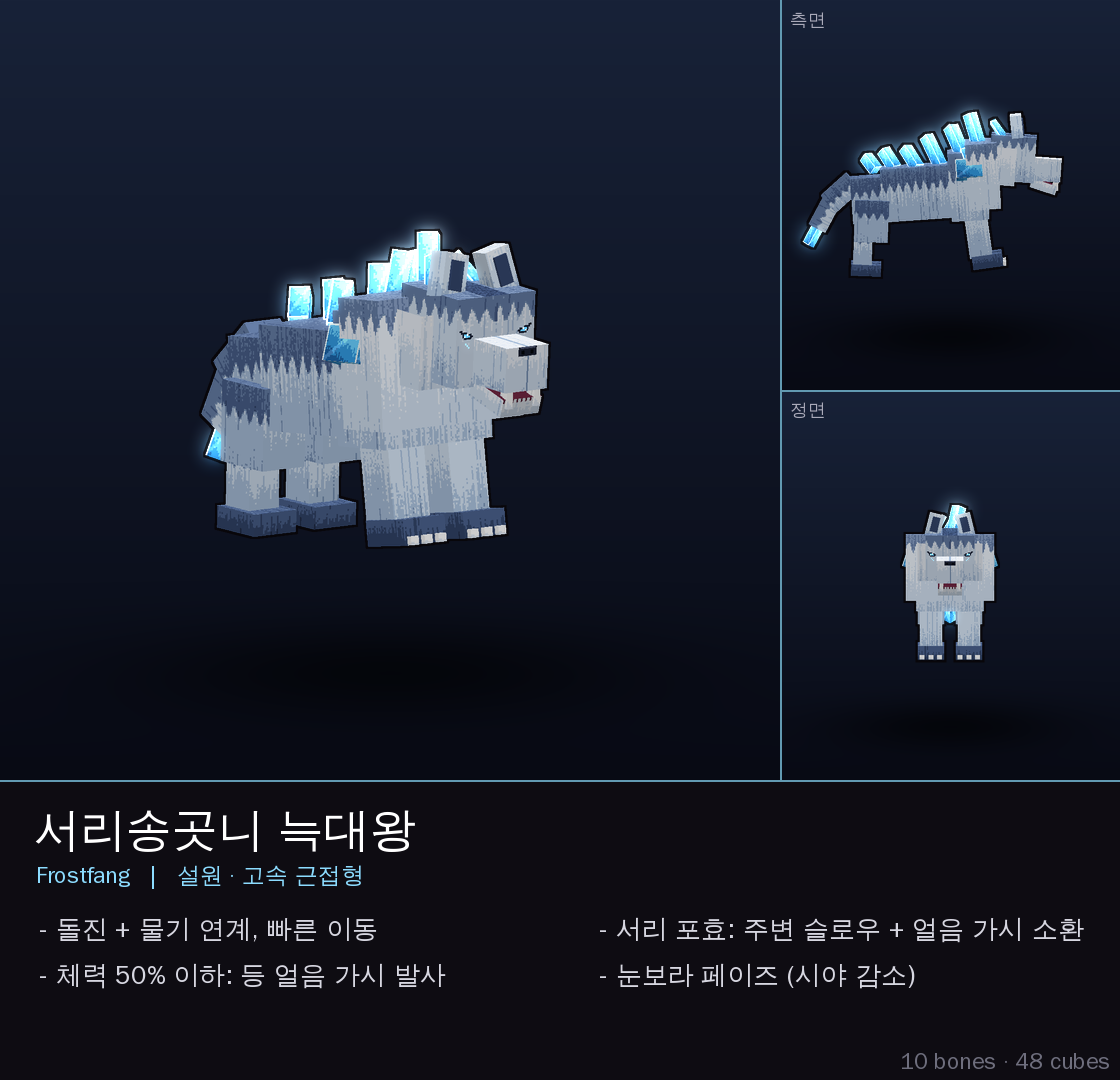 측면
정면
서리송곳니 늑대왕
Frostfang | 설원 · 고속 근접형
- 돌진 + 물기 연계, 빠른 이동
- 서리 포효: 주변 슬로우 + 얼음 가시 소환
- 체력 50% 이하: 등 얼음 가시 발사
- 눈보라 페이즈 (시야 감소)
10 bones · 48 cubes